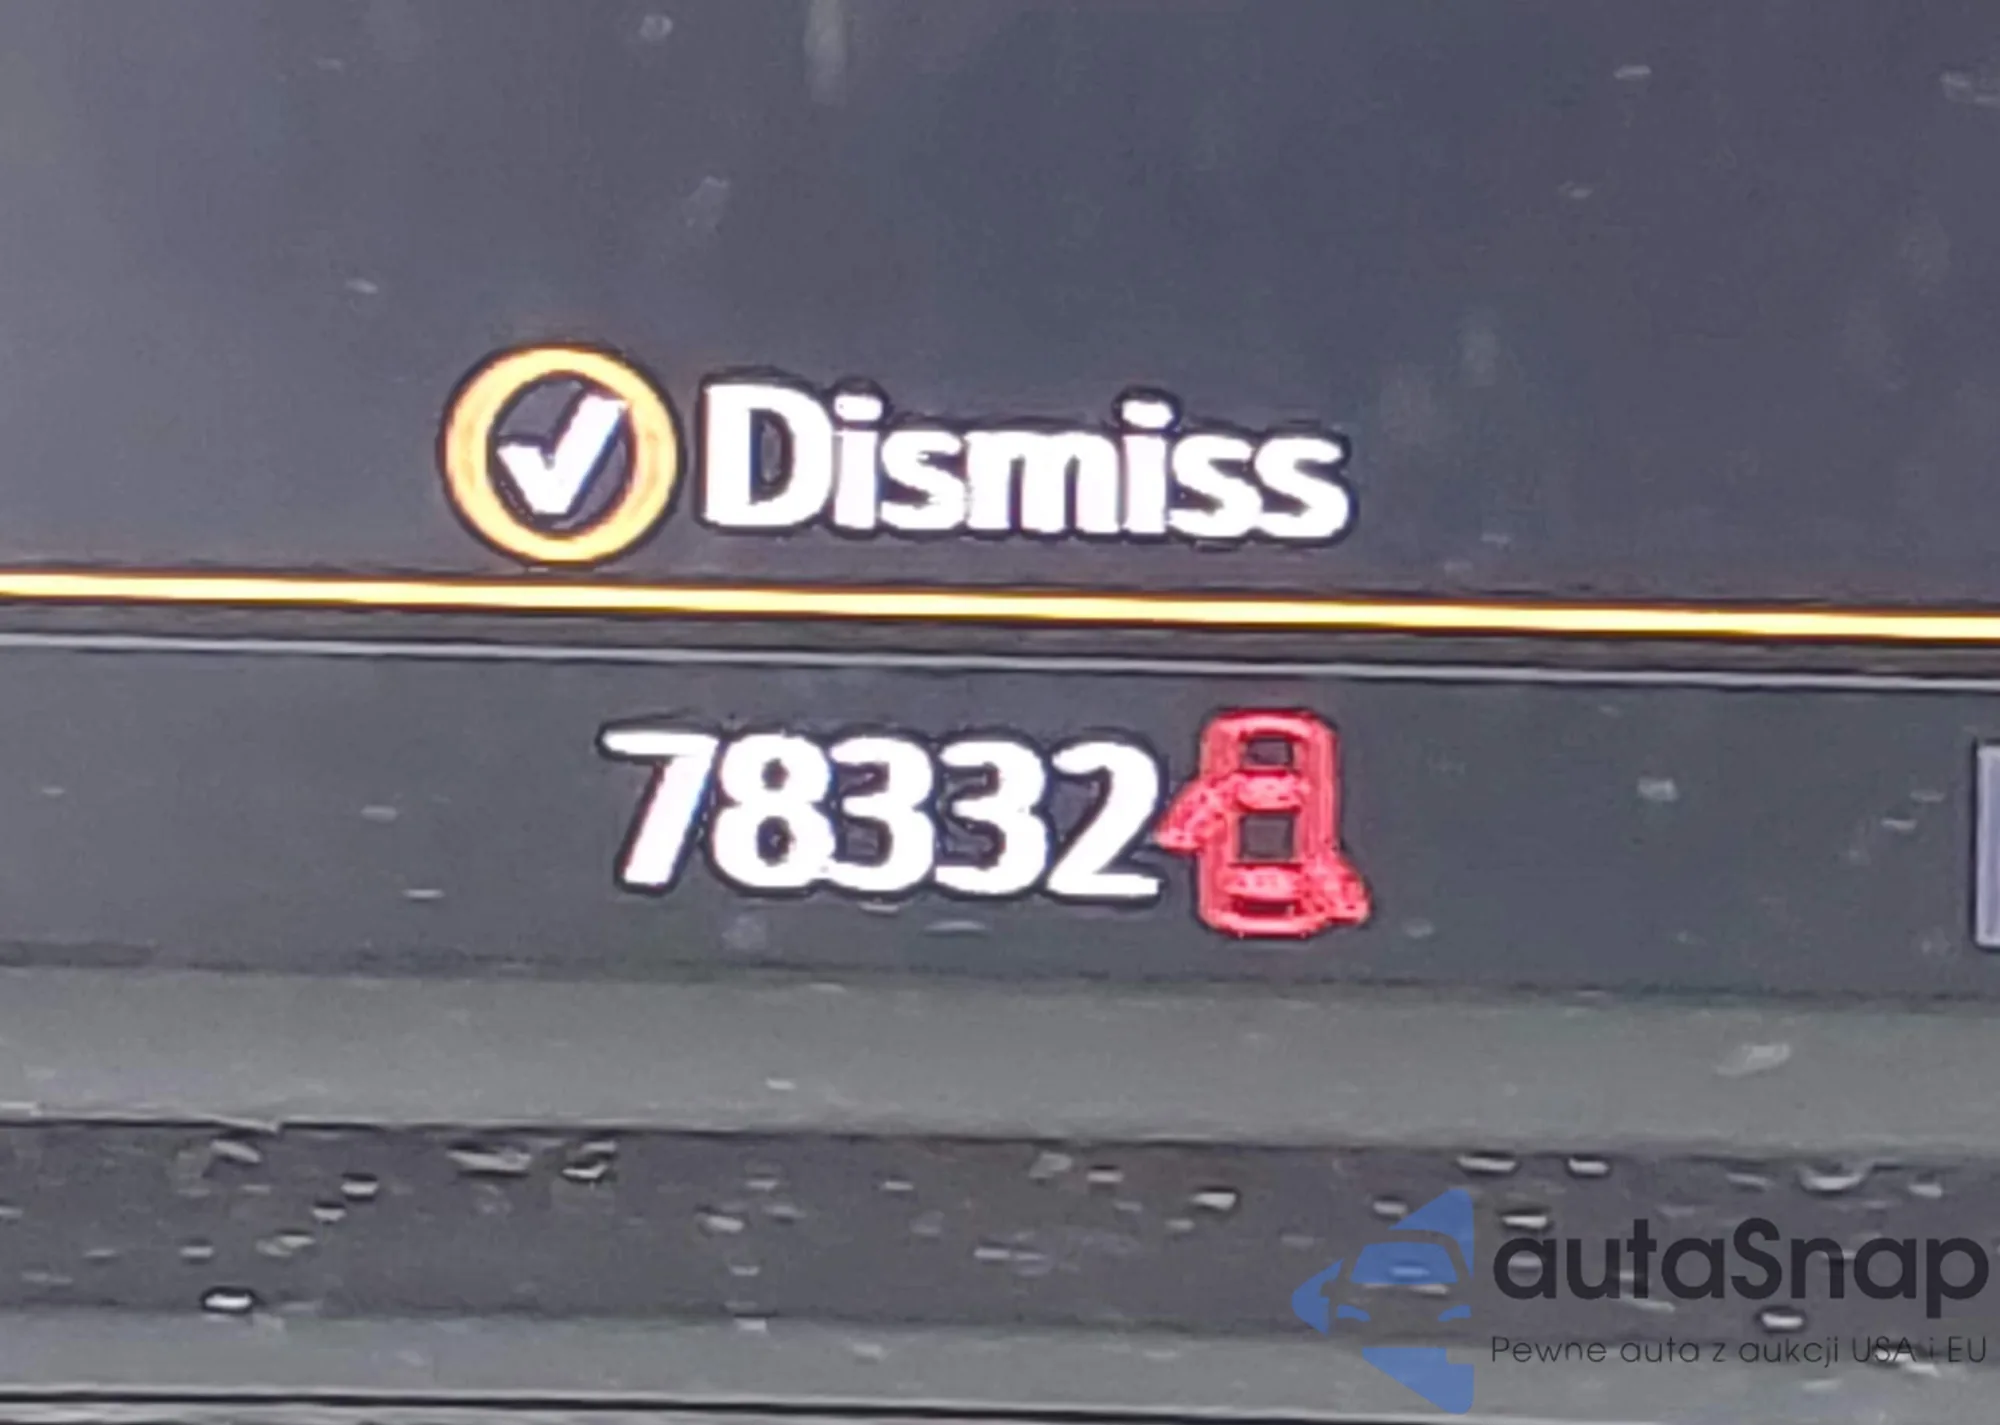 Dismiss
78332
autaSnap
Pewne auta z aukcji USA i EU